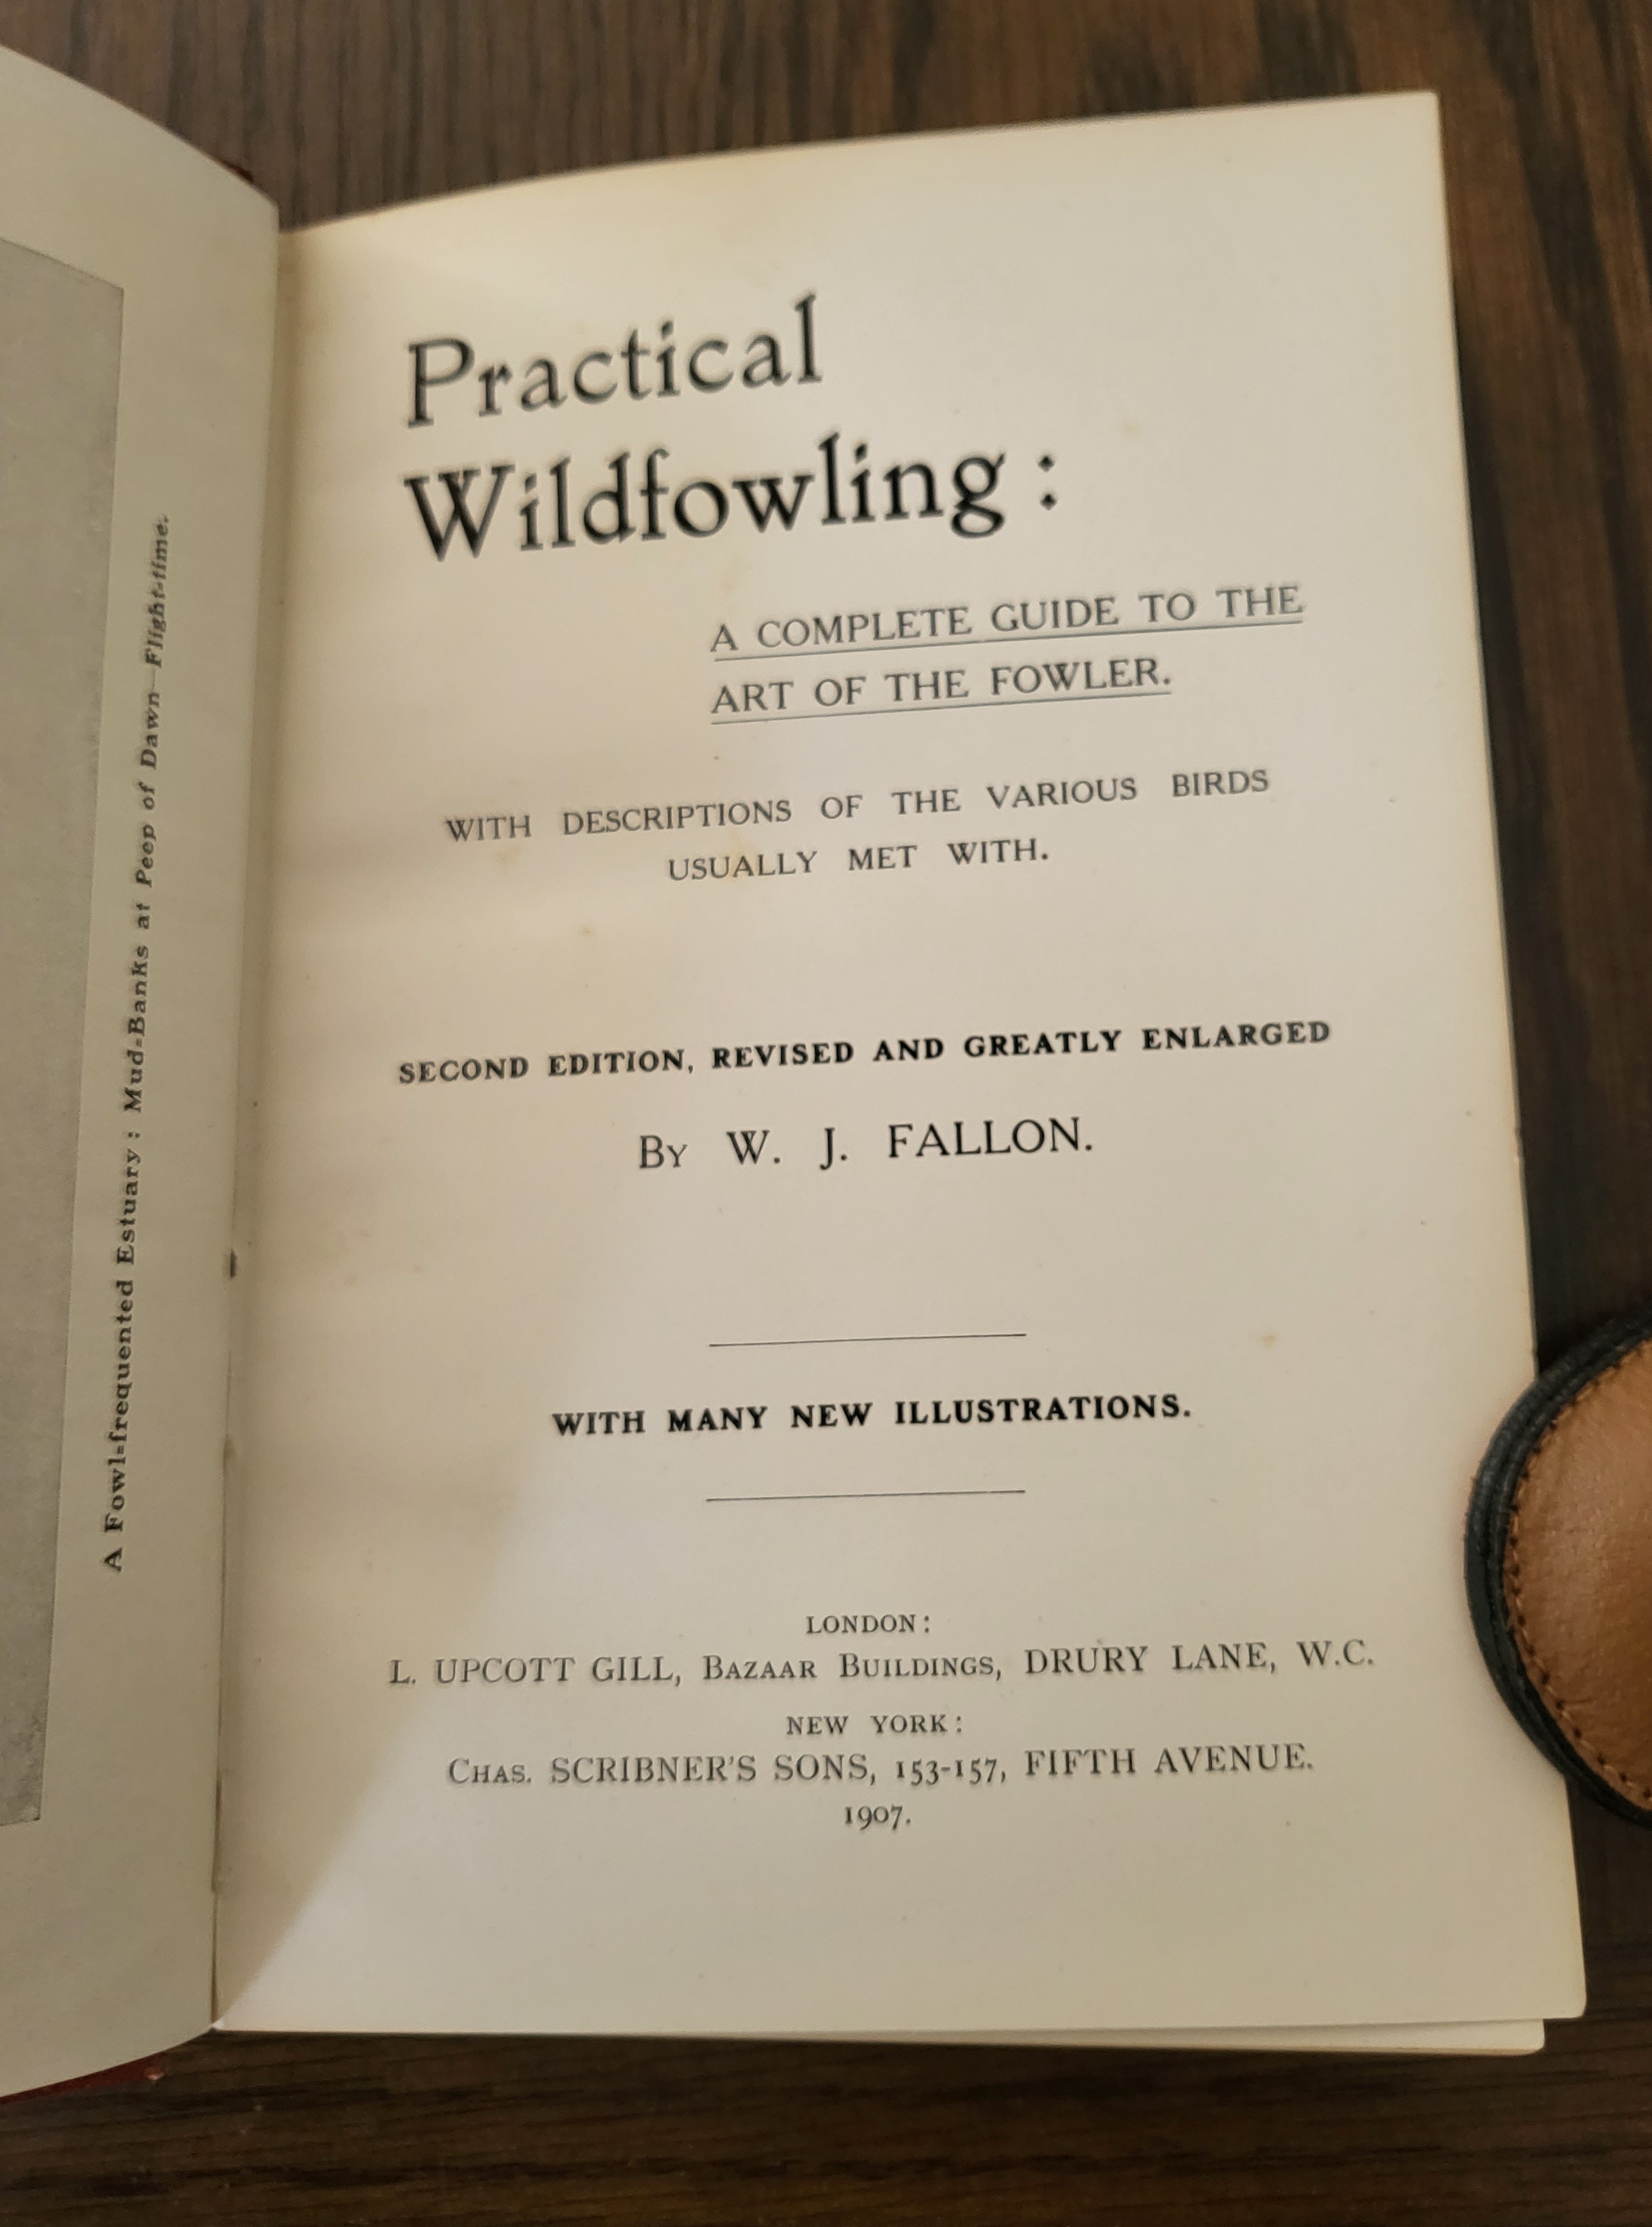 A Fowl-frequented Estuary: Mud-Banks at Peep of Dawn—Flight-time.
Practical
Wildfowling:
A COMPLETE GUIDE TO THE
ART OF THE FOWLER.
WITH DESCRIPTIONS OF THE VARIOUS BIRDS
USUALLY MET WITH.
SECOND EDITION, REVISED AND GREATLY ENLARGED
By W. J. FALLON.
WITH MANY NEW ILLUSTRATIONS.
LONDON:
L. UPCOTT GILL, Bazaar Buildings, DRURY LANE, W.C.
NEW YORK:
Chas. SCRIBNER'S SONS, 153-157, FIFTH AVENUE.
1907.